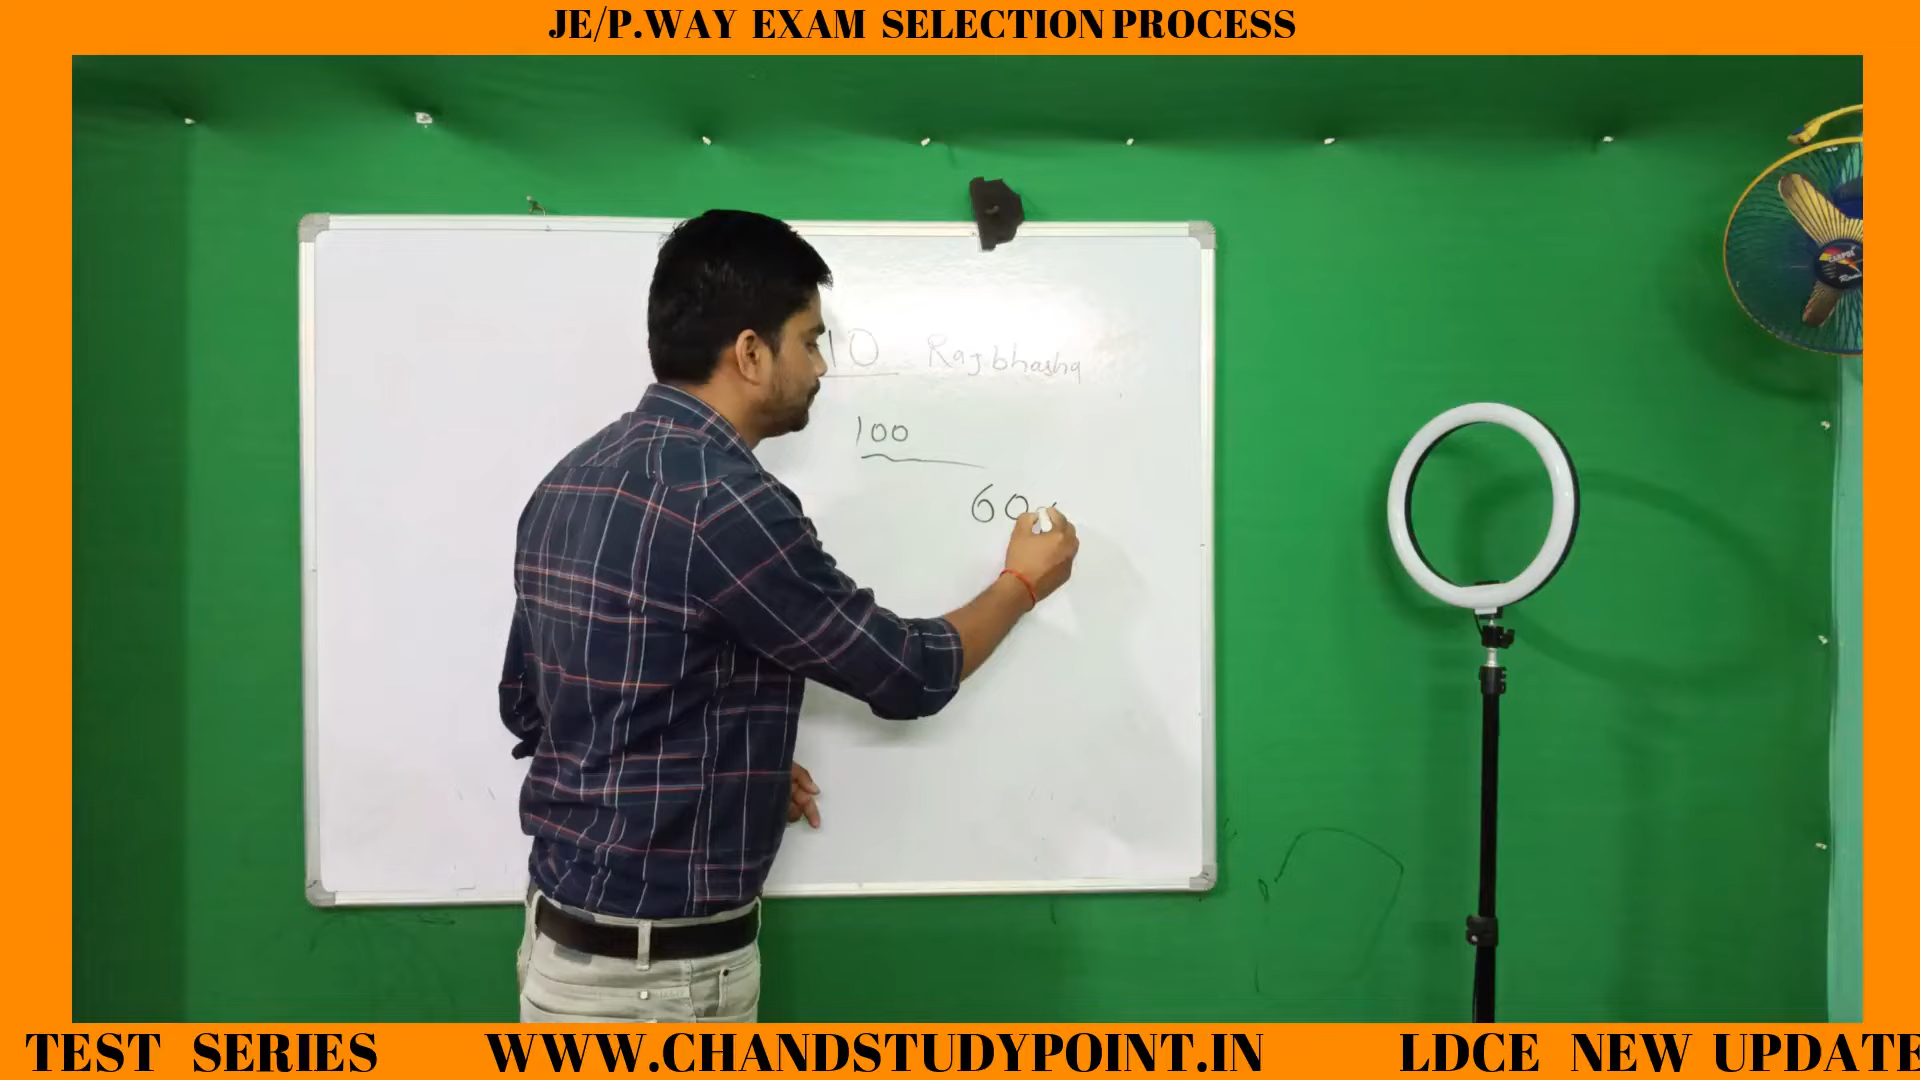 JE/P.WAY EXAM SELECTION PROCESS
10 Rajbhasha
100
60
TEST SERIES WWW.CHANDSTUDYPOINT.IN LDCE NEW UPDATE